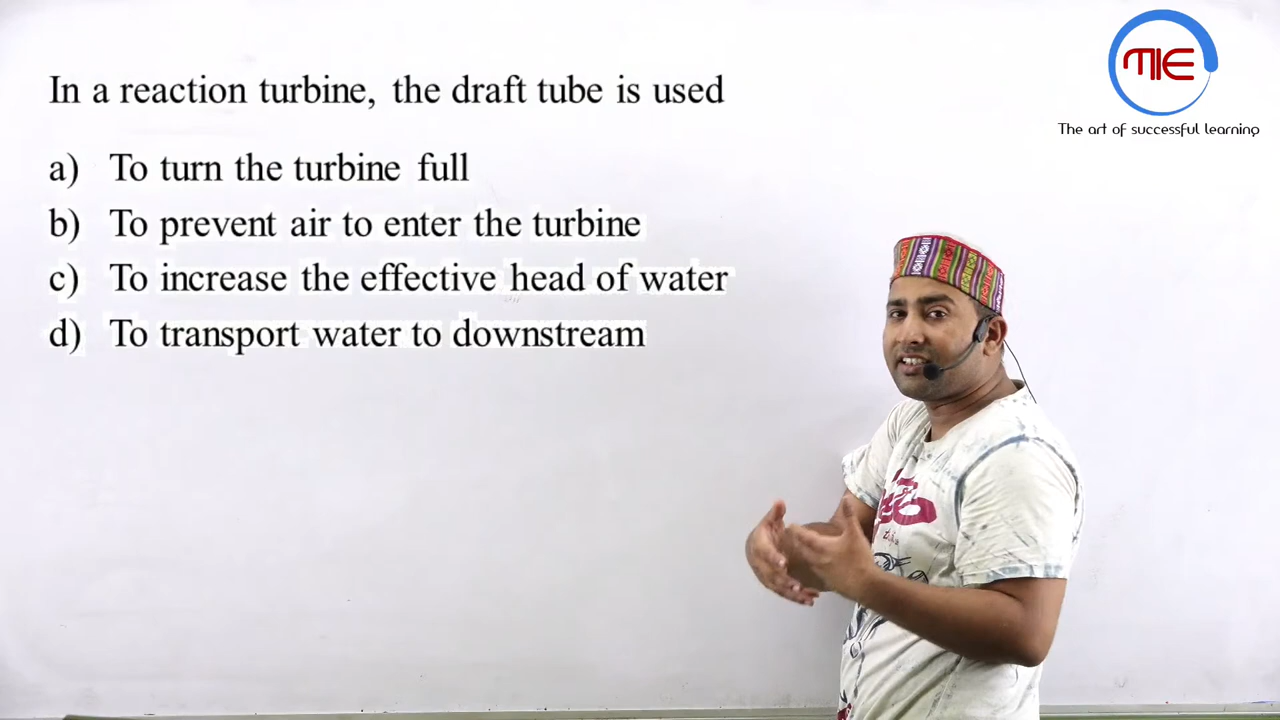 In a reaction turbine, the draft tube is used
a) To turn the turbine full
b) To prevent air to enter the turbine
c) To increase the effective head of water
d) To transport water to downstream
MIE
The art of successful learning